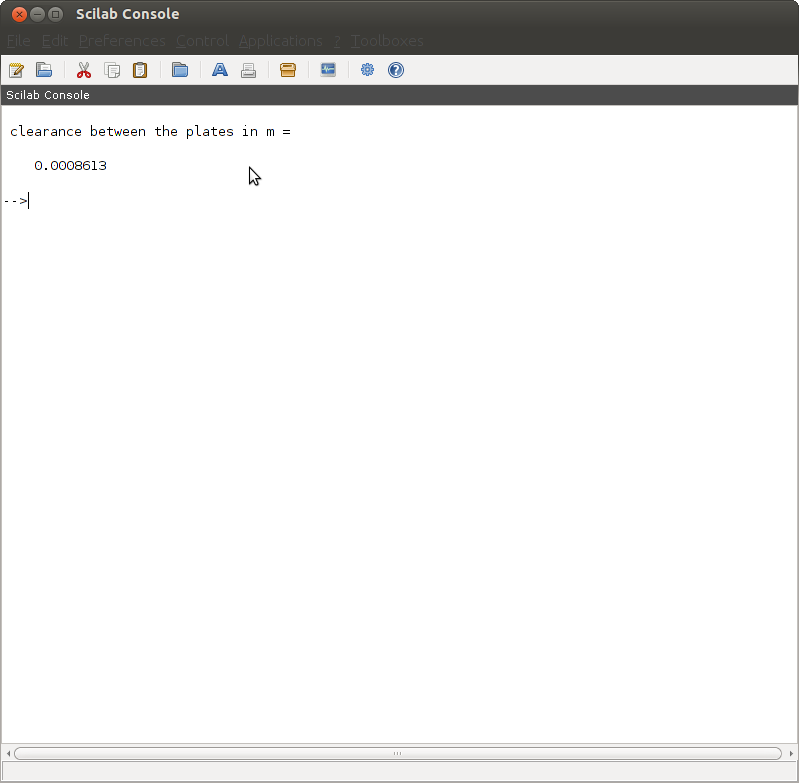 Scilab Console
File Edit Preferences Control Applications ? Toolboxes
Scilab Console
clearance between the plates in m =
0.0008613
-->